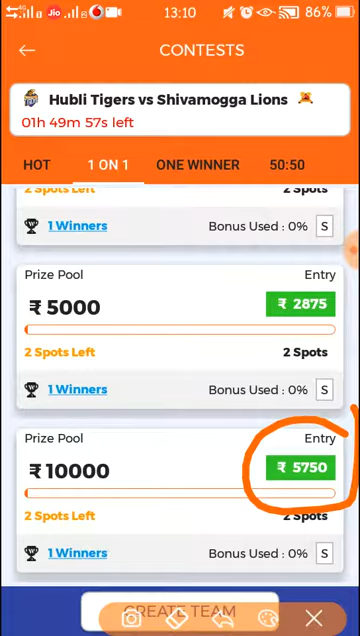 4G Jio 13:10 86%
CONTESTS
Hubli Tigers vs Shivamogga Lions
01h 49m 57s left
HOT 1 ON 1 ONE WINNER 50:50
2 Spots Left 2 Spots
1 Winners Bonus Used : 0% S
Prize Pool Entry
₹ 5000 ₹ 2875
2 Spots Left 2 Spots
1 Winners Bonus Used : 0% S
Prize Pool Entry
₹ 10000 ₹ 5750
2 Spots Left 2 Spots
1 Winners Bonus Used : 0% S
CREATE TEAM